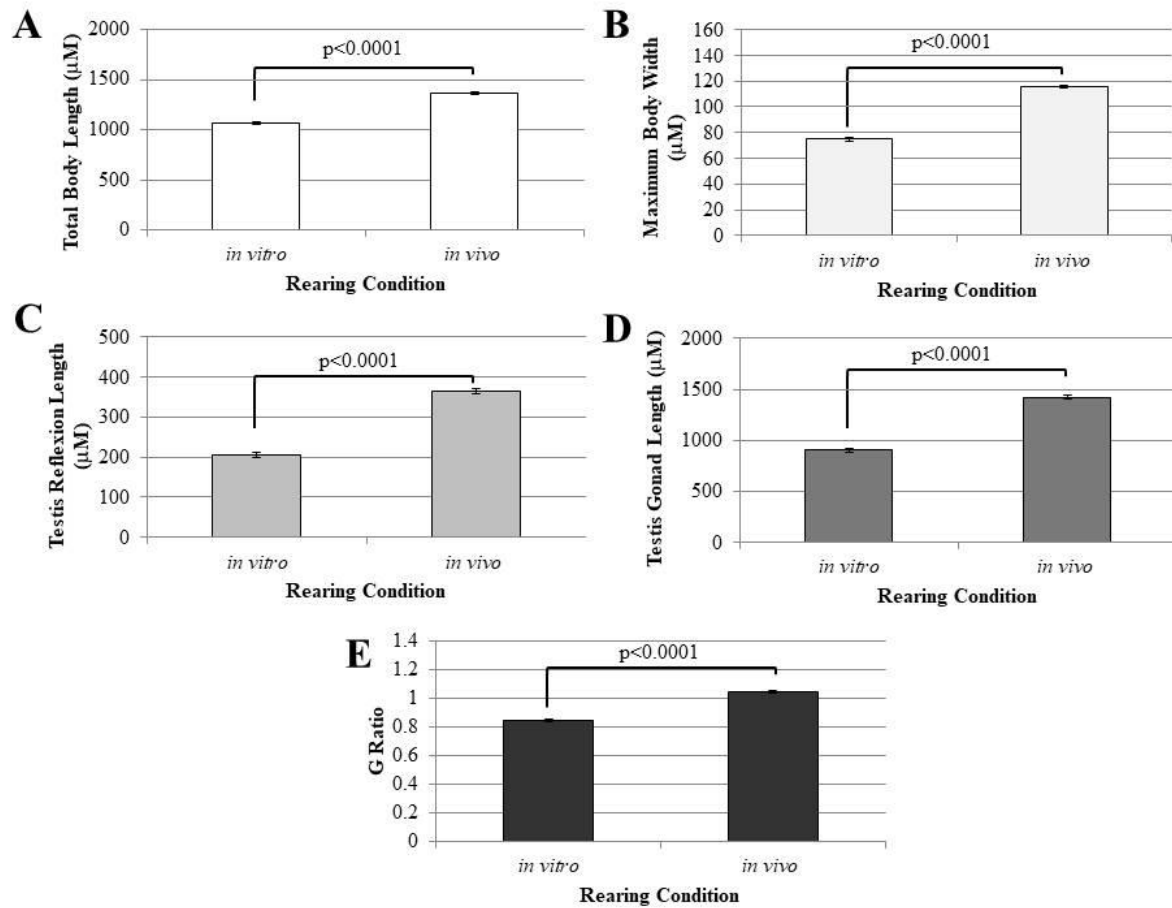 A
Total Body Length (μM)
2000
1500
1000
500
0
p<0.0001
in vitro
in vivo
Rearing Condition
B
Maximum Body Width
(μM)
160
140
120
100
80
60
40
20
0
p<0.0001
in vitro
in vivo
Rearing Condition
C
Testis Reflexion Length
(μM)
500
400
300
200
100
0
p<0.0001
in vitro
in vivo
Rearing Condition
D
Testis Gonad Length (μM)
2000
1500
1000
500
0
p<0.0001
in vitro
in vivo
Rearing Condition
E
G Ratio
1.4
1.2
1
0.8
0.6
0.4
0.2
0
p<0.0001
in vitro
in vivo
Rearing Condition